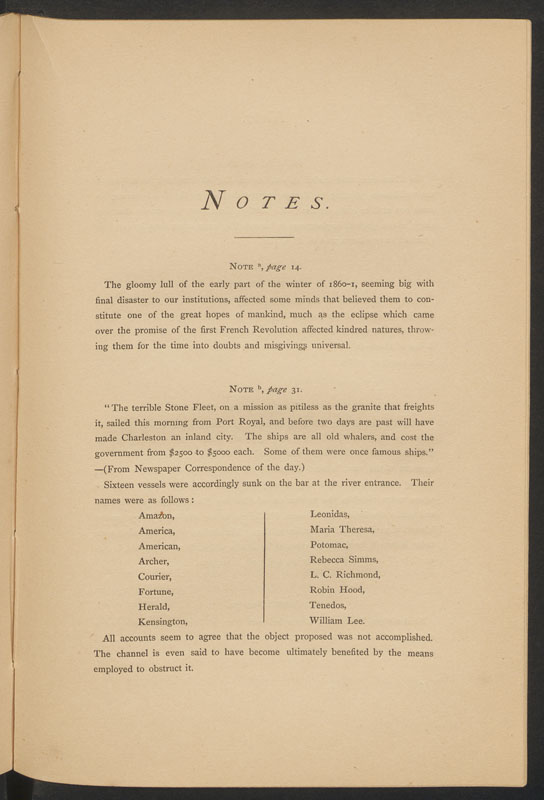 NOTES.
NOTE a, page 14.
The gloomy lull of the early part of the winter of 1860-1, seeming big with
final disaster to our institutions, affected some minds that believed them to con-
stitute one of the great hopes of mankind, much as the eclipse which came
over the promise of the first French Revolution affected kindred natures, throw-
ing them for the time into doubts and misgivings universal.
NOTE b, page 31.
"The terrible Stone Fleet, on a mission as pitiless as the granite that freights
it, sailed this morning from Port Royal, and before two days are past will have
made Charleston an inland city. The ships are all old whalers, and cost the
government from $2500 to $5000 each. Some of them were once famous ships."
—(From Newspaper Correspondence of the day.)
Sixteen vessels were accordingly sunk on the bar at the river entrance. Their
names were as follows:
Amazon,
America,
American,
Archer,
Courier,
Fortune,
Herald,
Kensington,
Leonidas,
Maria Theresa,
Potomac,
Rebecca Simms,
L. C. Richmond,
Robin Hood,
Tenedos,
William Lee.
All accounts seem to agree that the object proposed was not accomplished.
The channel is even said to have become ultimately benefited by the means
employed to obstruct it.